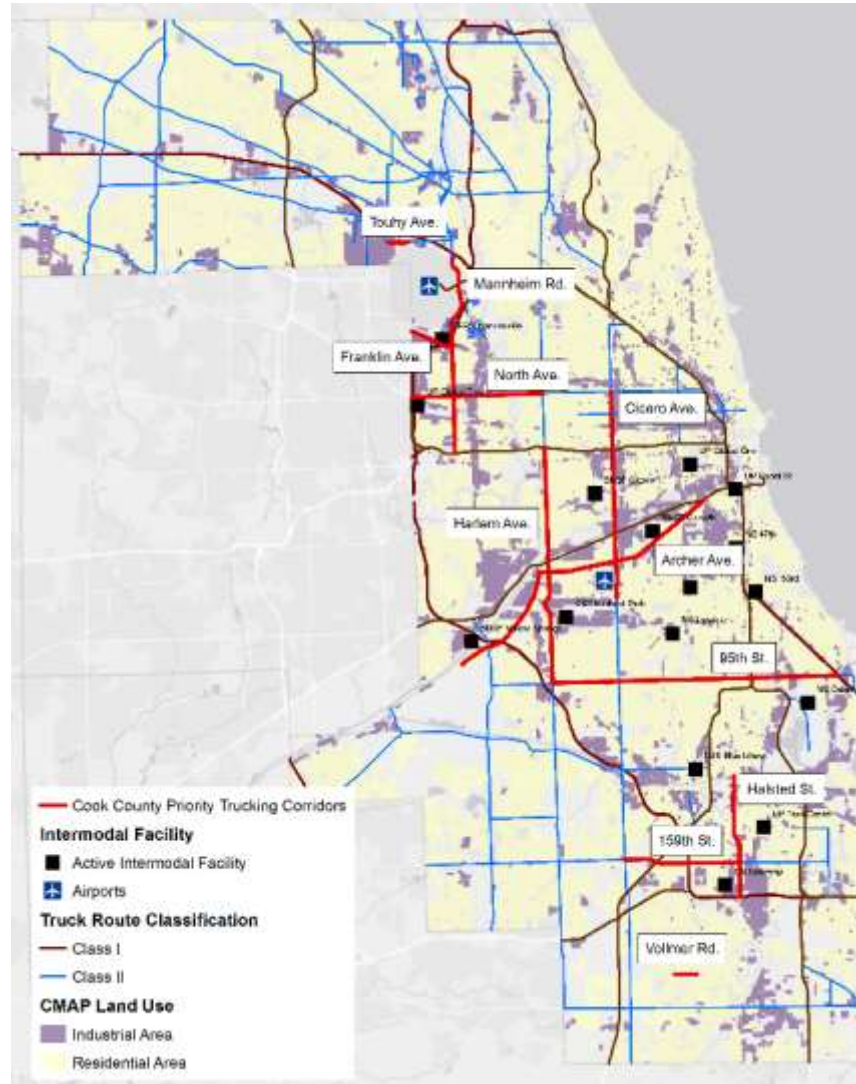 Touhy Ave.
Mannheim Rd.
Franklin Ave.
North Ave.
Cicero Ave.
Harlem Ave.
Archer Ave.
95th St.
Halsted St.
159th St.
Vollmer Rd.
Cook County Priority Trucking Corridors
Intermodal Facility
Active Intermodal Facility
Airports
Truck Route Classification
Class I
Class II
CMAP Land Use
Industrial Area
Residential Area